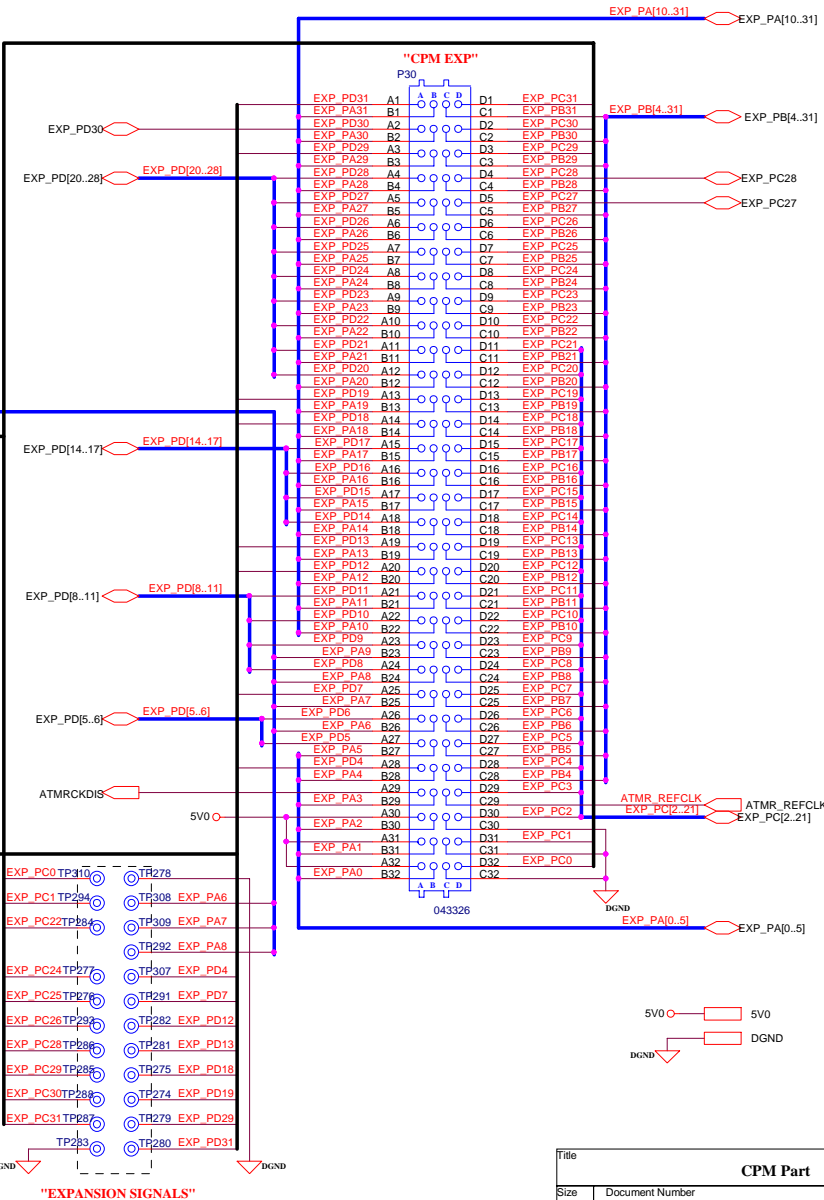 EXP_PA[10..31] EXP_PA[10..31]
"CPM EXP"
P30
A B C D
EXP_PD31 A1 D1 EXP_PC31
EXP_PA31 B1 C1 EXP_PB31 EXP_PB[4..31] EXP_PB[4..31]
EXP_PD30 EXP_PD30 A2 D2 EXP_PC30
EXP_PA30 B2 C2 EXP_PB30
EXP_PD29 A3 D3 EXP_PC29
EXP_PA29 B3 C3 EXP_PB29
EXP_PD[20..28] EXP_PD[20..28] EXP_PD28 A4 D4 EXP_PC28 EXP_PC28
EXP_PA28 B4 C4 EXP_PB28
EXP_PD27 A5 D5 EXP_PC27 EXP_PC27
EXP_PA27 B5 C5 EXP_PB27
EXP_PD26 A6 D6 EXP_PC26
EXP_PA26 B6 C6 EXP_PB26
EXP_PD25 A7 D7 EXP_PC25
EXP_PA25 B7 C7 EXP_PB25
EXP_PD24 A8 D8 EXP_PC24
EXP_PA24 B8 C8 EXP_PB24
EXP_PD23 A9 D9 EXP_PC23
EXP_PA23 B9 C9 EXP_PB23
EXP_PD22 A10 D10 EXP_PC22
EXP_PA22 B10 C10 EXP_PB22
EXP_PD21 A11 D11 EXP_PC21
EXP_PA21 B11 C11 EXP_PB21
EXP_PD20 A12 D12 EXP_PC20
EXP_PA20 B12 C12 EXP_PB20
EXP_PD19 A13 D13 EXP_PC19
EXP_PA19 B13 C13 EXP_PB19
EXP_PD18 A14 D14 EXP_PC18
EXP_PA18 B14 C14 EXP_PB18
EXP_PD[14..17] EXP_PD[14..17] EXP_PD17 A15 D15 EXP_PC17
EXP_PA17 B15 C15 EXP_PB17
EXP_PD16 A16 D16 EXP_PC16
EXP_PA16 B16 C16 EXP_PB16
EXP_PD15 A17 D17 EXP_PC15
EXP_PA15 B17 C17 EXP_PB15
EXP_PD14 A18 D18 EXP_PC14
EXP_PA14 B18 C18 EXP_PB14
EXP_PD13 A19 D19 EXP_PC13
EXP_PA13 B19 C19 EXP_PB13
EXP_PD12 A20 D20 EXP_PC12
EXP_PA12 B20 C20 EXP_PB12
EXP_PD[8..11] EXP_PD[8..11] EXP_PD11 A21 D21 EXP_PC11
EXP_PA11 B21 C21 EXP_PB11
EXP_PD10 A22 D22 EXP_PC10
EXP_PA10 B22 C22 EXP_PB10
EXP_PD9 A23 D23 EXP_PC9
EXP_PA9 B23 C23 EXP_PB9
EXP_PD8 A24 D24 EXP_PC8
EXP_PA8 B24 C24 EXP_PB8
EXP_PD7 A25 D25 EXP_PC7
EXP_PA7 B25 C25 EXP_PB7
EXP_PD[5..6] EXP_PD[5..6] EXP_PD6 A26 D26 EXP_PC6
EXP_PA6 B26 C26 EXP_PB6
EXP_PD5 A27 D27 EXP_PC5
EXP_PA5 B27 C27 EXP_PB5
EXP_PD4 A28 D28 EXP_PC4
EXP_PA4 B28 C28 EXP_PB4
ATMRCKDIS A29 D29 EXP_PC3
EXP_PA3 B29 C29 ATMR_REFCLK ATMR_REFCLK
5V0 A30 D30 EXP_PC2 EXP_PC[2..21] EXP_PC[2..21]
EXP_PA2 B30 C30
A31 D31 EXP_PC1
EXP_PA1 B31 C31
A32 D32 EXP_PC0
EXP_PA0 B32 C32
A B C D
DGND
043326
EXP_PA[0..5] EXP_PA[0..5]
EXP_PC0 TP310 TP278
EXP_PC1 TP294 TP308 EXP_PA6
EXP_PC22 TP284 TP309 EXP_PA7
TP292 EXP_PA8
EXP_PC24 TP277 TP307 EXP_PD4
EXP_PC25 TP276 TP291 EXP_PD7
EXP_PC26 TP293 TP282 EXP_PD12
EXP_PC28 TP286 TP281 EXP_PD13
EXP_PC29 TP285 TP275 EXP_PD18
EXP_PC30 TP288 TP274 EXP_PD19
EXP_PC31 TP287 TP279 EXP_PD29
TP283 TP280 EXP_PD31
GND DGND
"EXPANSION SIGNALS"
5V0 5V0
DGND DGND
Title
CPM Part
Size Document Number